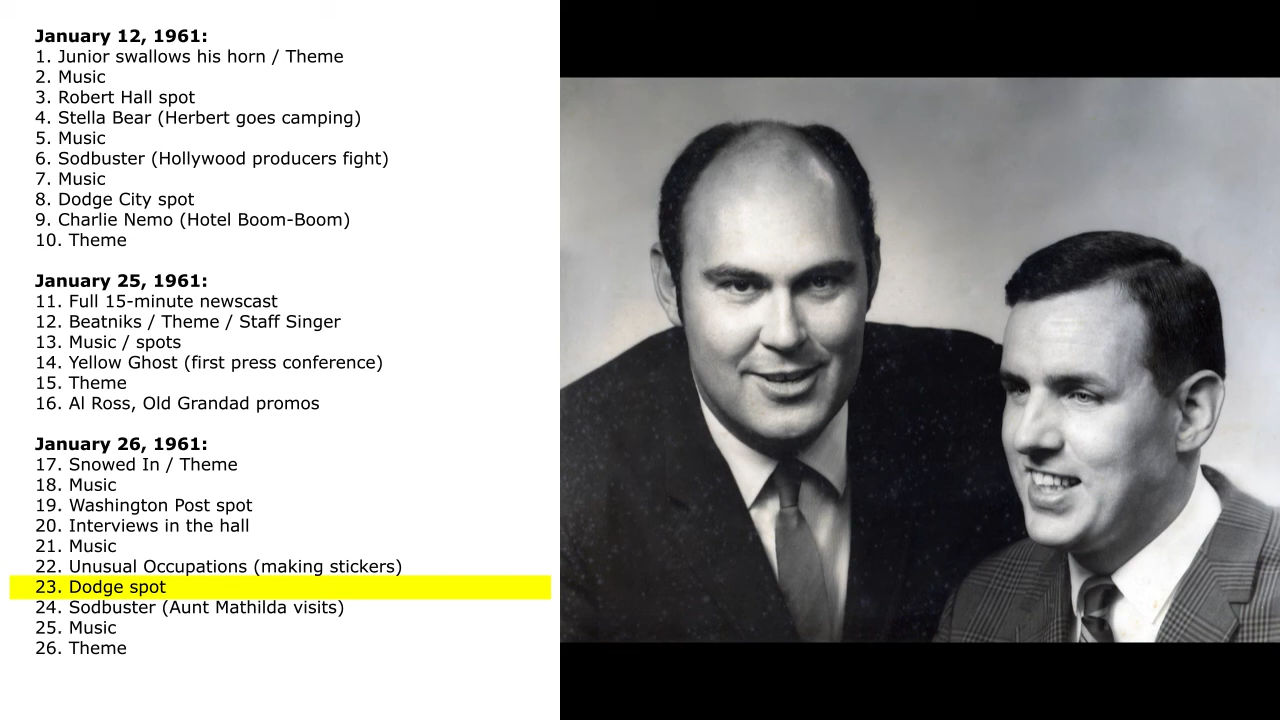 January 12, 1961:
1. Junior swallows his horn / Theme
2. Music
3. Robert Hall spot
4. Stella Bear (Herbert goes camping)
5. Music
6. Sodbuster (Hollywood producers fight)
7. Music
8. Dodge City spot
9. Charlie Nemo (Hotel Boom-Boom)
10. Theme
January 25, 1961:
11. Full 15-minute newscast
12. Beatniks / Theme / Staff Singer
13. Music / spots
14. Yellow Ghost (first press conference)
15. Theme
16. Al Ross, Old Grandad promos
January 26, 1961:
17. Snowed In / Theme
18. Music
19. Washington Post spot
20. Interviews in the hall
21. Music
22. Unusual Occupations (making stickers)
23. Dodge spot
24. Sodbuster (Aunt Mathilda visits)
25. Music
26. Theme